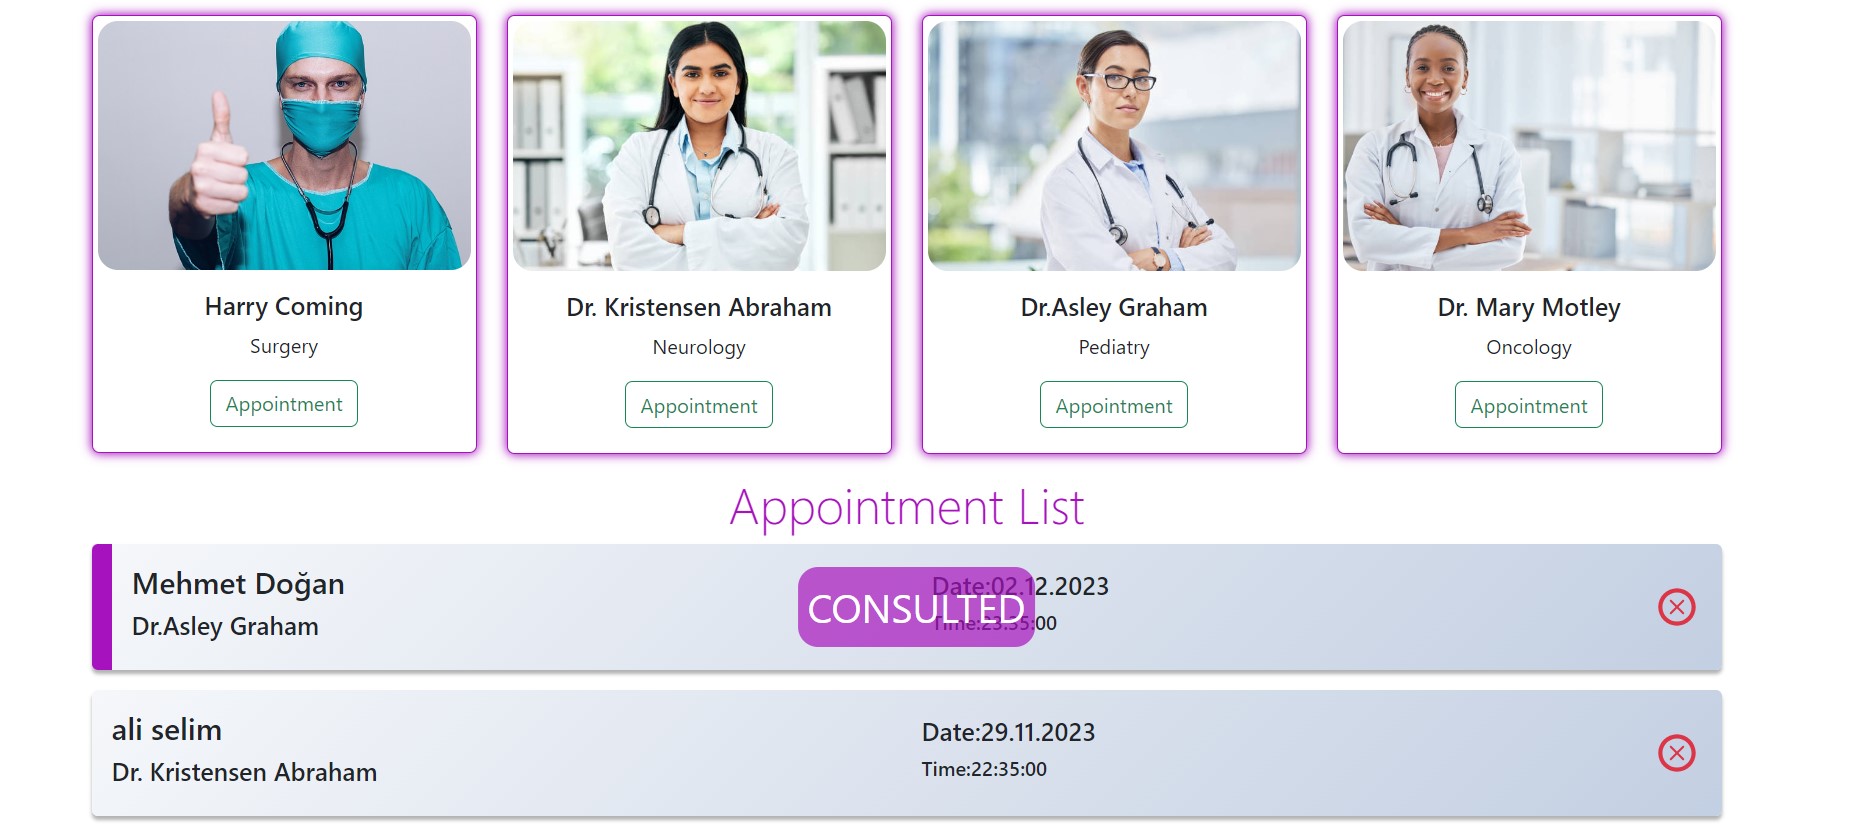 Harry Coming
Surgery
Appointment
Dr. Kristensen Abraham
Neurology
Appointment
Dr.Asley Graham
Pediatry
Appointment
Dr. Mary Motley
Oncology
Appointment
Appointment List
Mehmet Doğan
Dr.Asley Graham
CONSULTED
Date:02.12.2023
Time:23:35:00
ali selim
Dr. Kristensen Abraham
Date:29.11.2023
Time:22:35:00